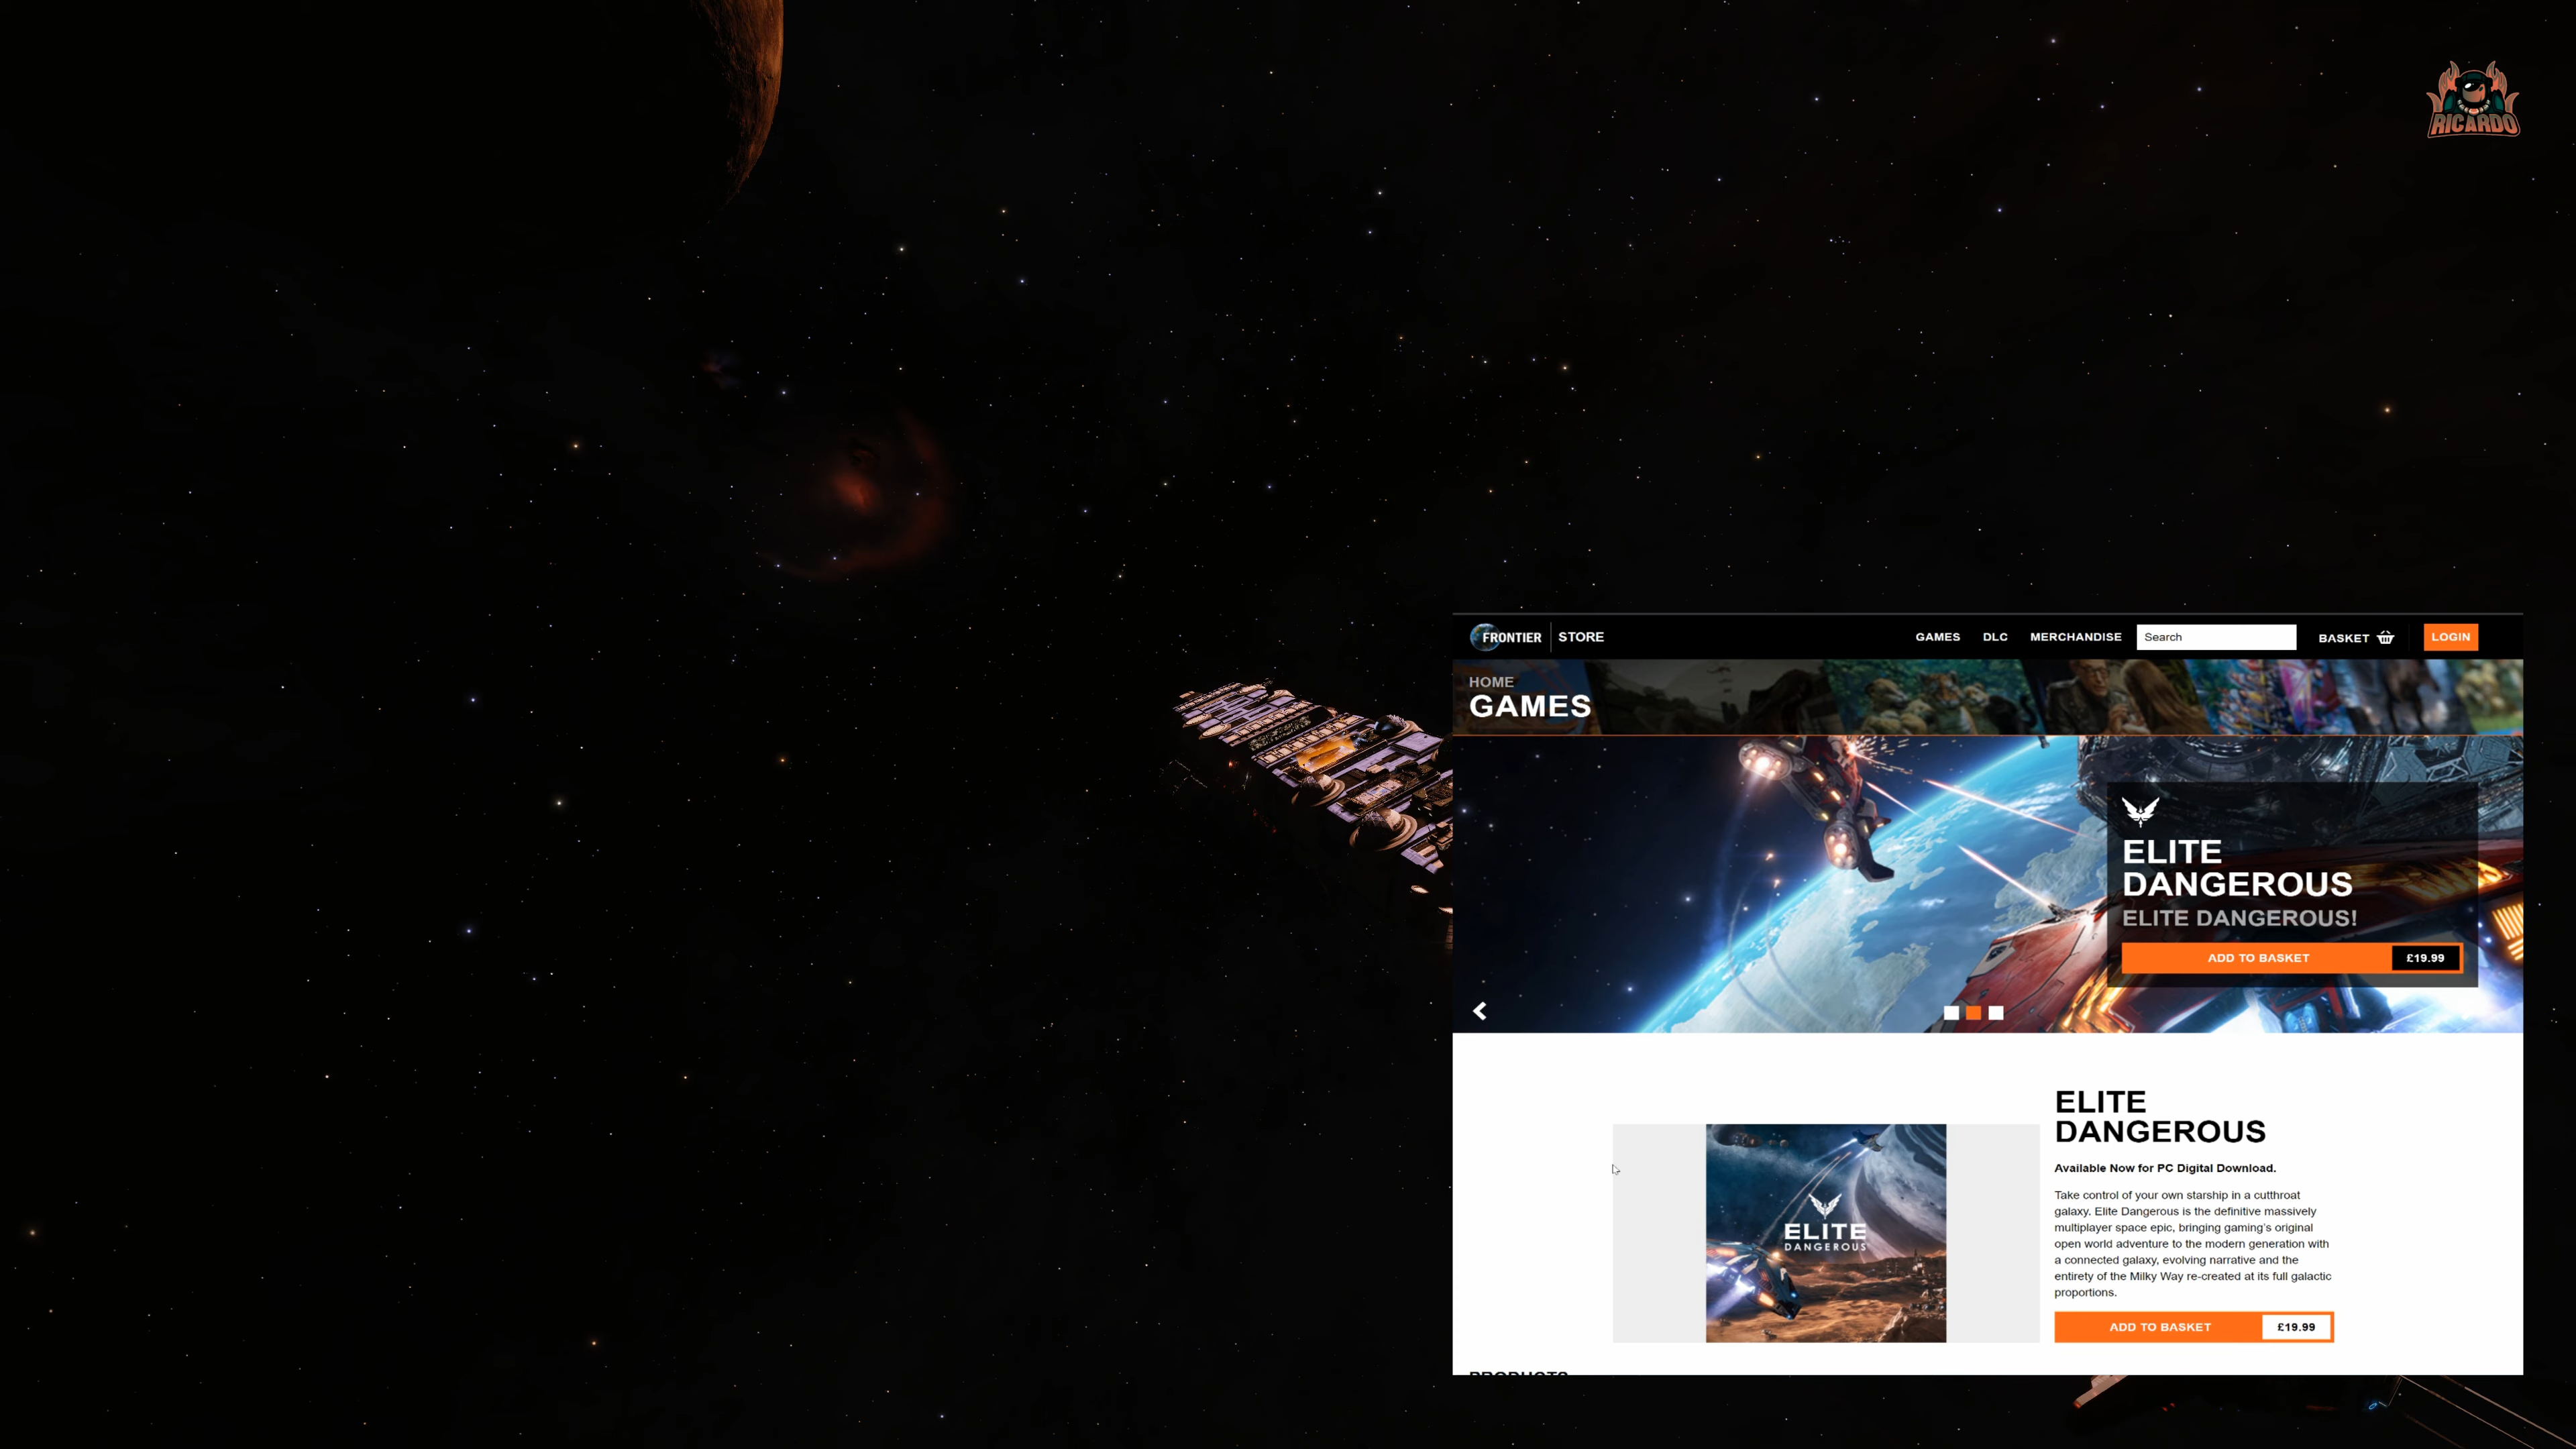 RICARDO
FRONTIER STORE
GAMES DLC MERCHANDISE Search BASKET LOGIN
HOME
GAMES
ELITE
DANGEROUS
ELITE DANGEROUS!
ADD TO BASKET £19.99
ELITE
DANGEROUS
ELITE
DANGEROUS
Available Now for PC Digital Download.
Take control of your own starship in a cutthroat
galaxy. Elite Dangerous is the definitive massively
multiplayer space epic, bringing gaming's original
open world adventure to the modern generation with
a connected galaxy, evolving narrative and the
entirety of the Milky Way re-created at its full galactic
proportions.
ADD TO BASKET £19.99
PRODUCTS